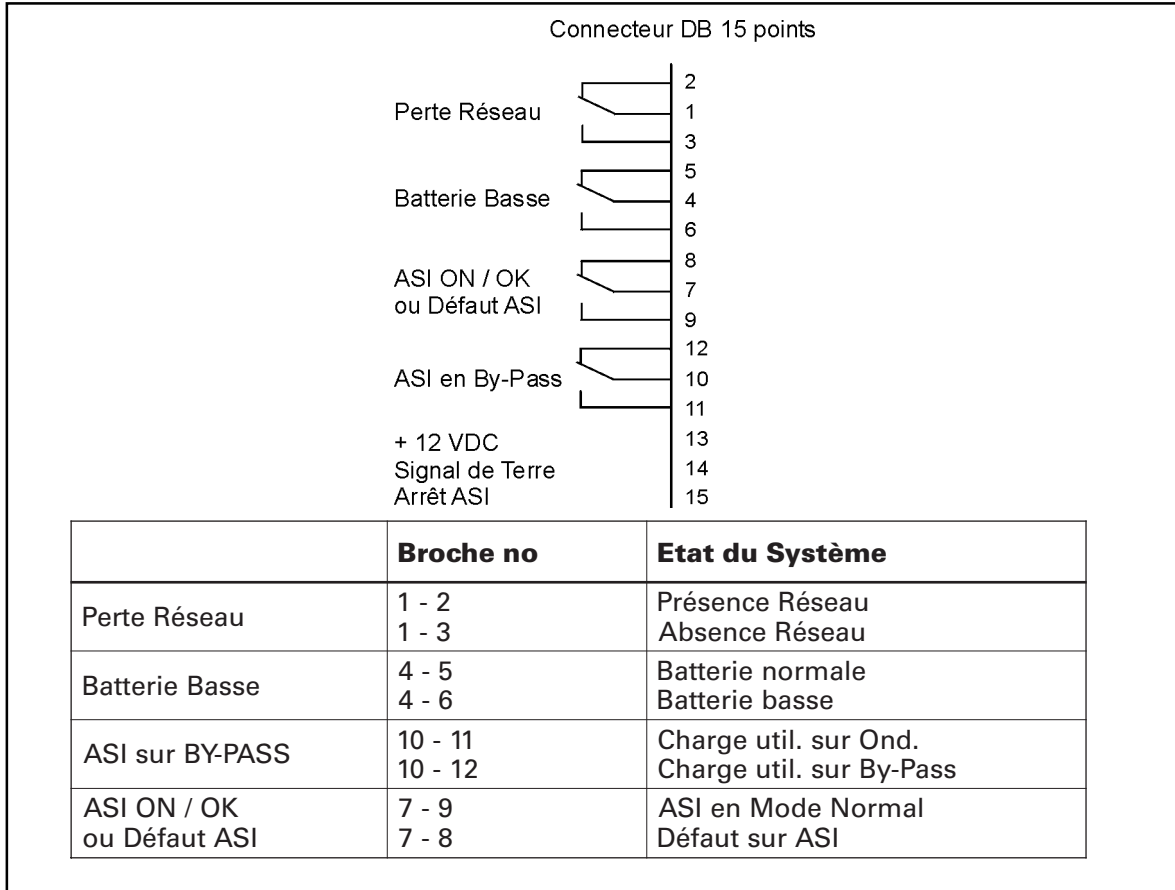 Connecteur DB 15 points
2
Perte Réseau
1
3
5
Batterie Basse
4
6
8
ASI ON / OK
7
ou Défaut ASI
9
12
ASI en By-Pass
10
11
+ 12 VDC
13
Signal de Terre
14
Arrêt ASI
15
Broche no Etat du Système
Perte Réseau
1 - 2 Présence Réseau
1 - 3 Absence Réseau
Batterie Basse
4 - 5 Batterie normale
4 - 6 Batterie basse
ASI sur BY-PASS
10 - 11 Charge util. sur Ond.
10 - 12 Charge util. sur By-Pass
ASI ON / OK 7 - 9 ASI en Mode Normal
ou Défaut ASI 7 - 8 Défaut sur ASI